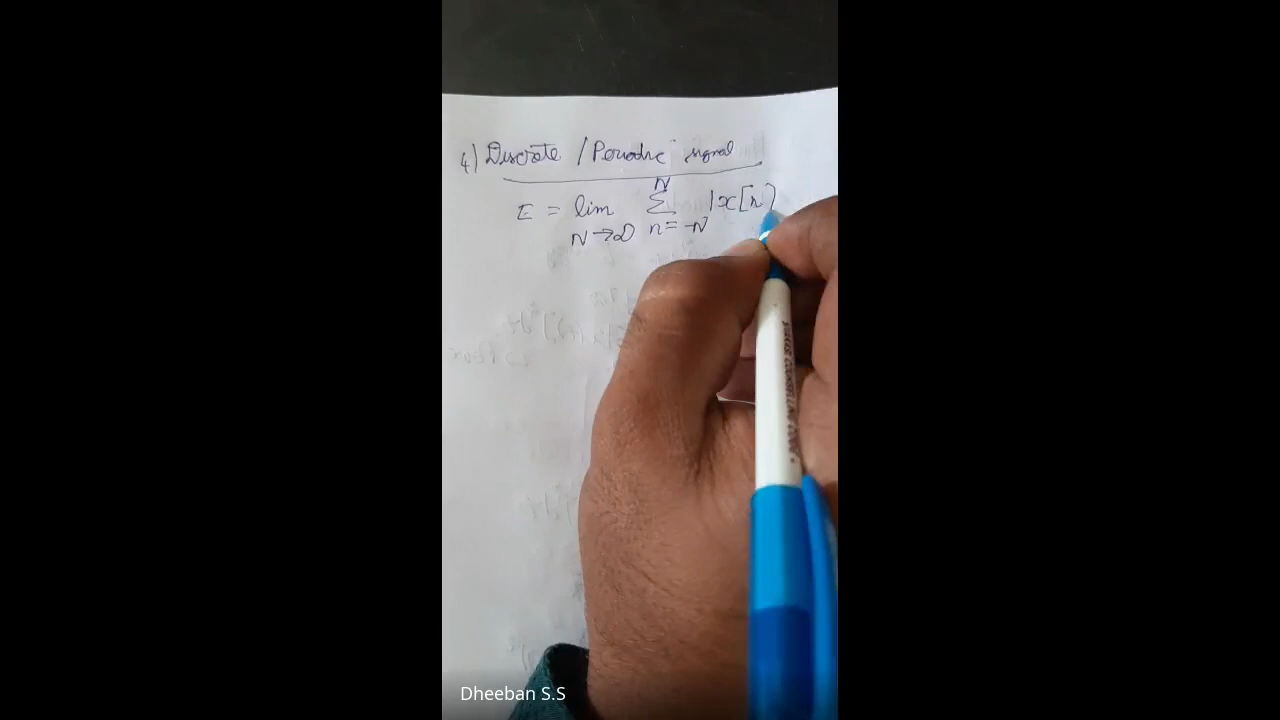 4) Discrete / Periodic signal
N
E = lim Σ |x[n]
N→∞ n=-N
Dheeban S.S